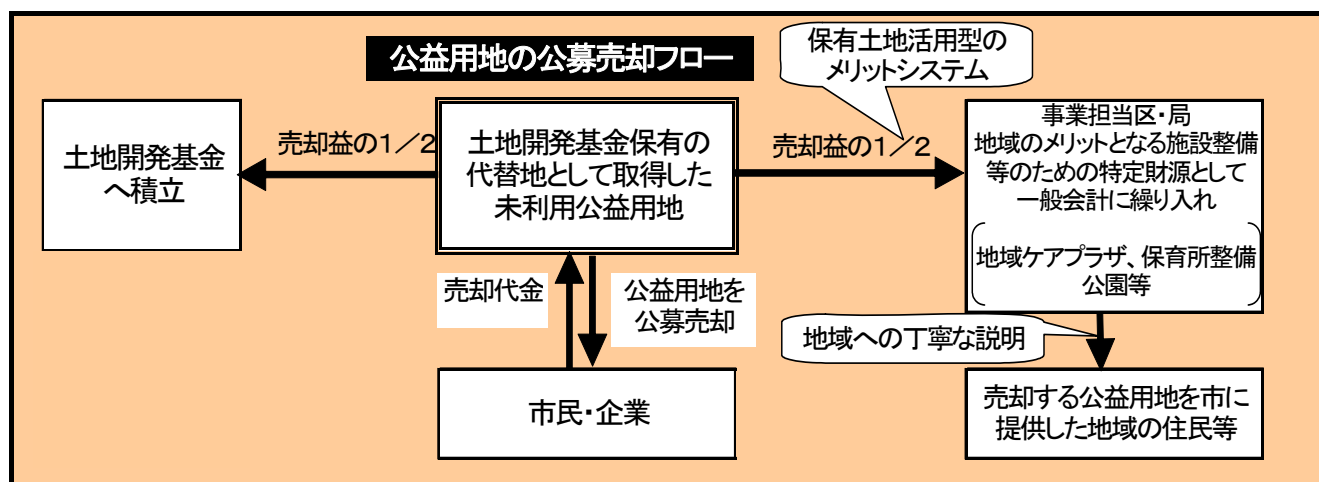 公益用地の公募売却フロー
保有土地活用型の
メリットシステム
土地開発基金
へ積立
売却益の1/2
土地開発基金保有の
代替地として取得した
未利用公益用地
売却益の1/2
事業担当区・局
地域のメリットとなる施設整備
等のための特定財源として
一般会計に繰り入れ
地域ケアプラザ、保育所整備
公園等
売却代金
公益用地を
公募売却
地域への丁寧な説明
市民・企業
売却する公益用地を市に
提供した地域の住民等